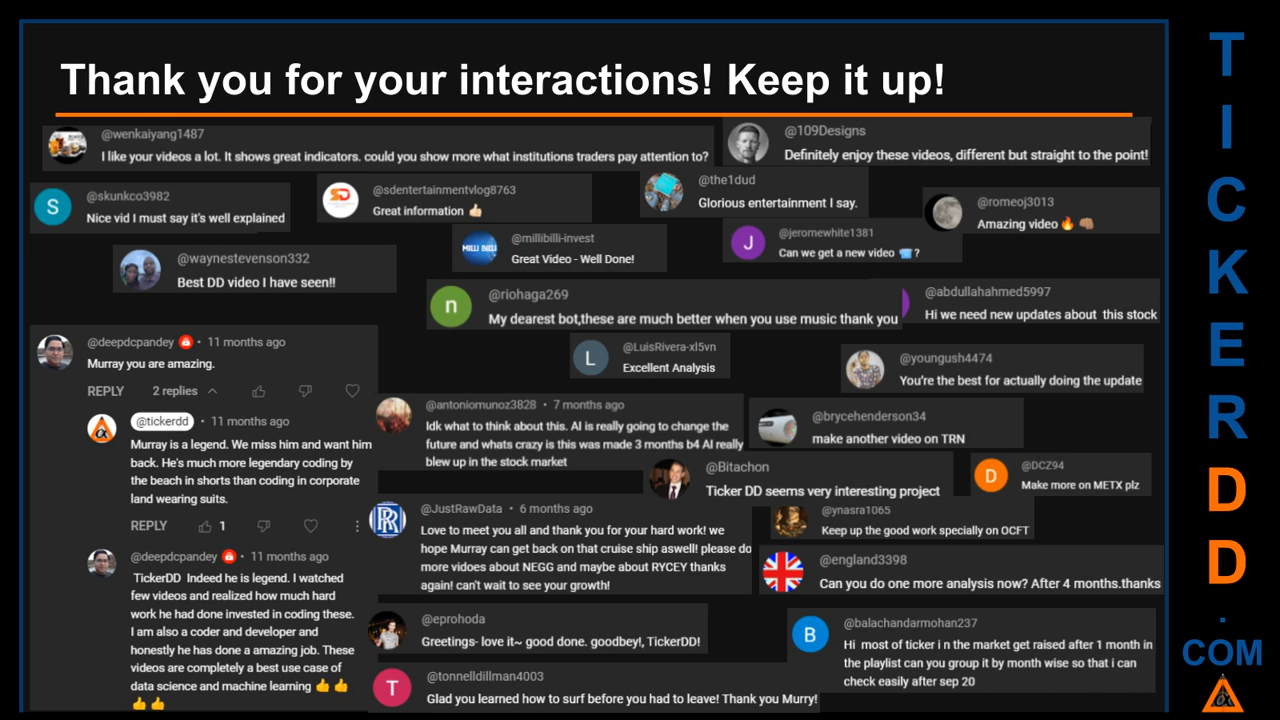 Thank you for your interactions! Keep it up!
@wenkaiyang1487
I like your videos a lot. It shows great indicators. could you show more what institutions traders pay attention to?
@109Designs
Definitely enjoy these videos, different but straight to the point!
@skunkco3982
Nice vid I must say it's well explained
@sdentertainmentvlog8763
Great information 👍🏻
@the1dud
Glorious entertainment I say.
@romeoj3013
Amazing video 🔥 👊🏽
@waynestevenson332
Best DD video I have seen!!
@millibilli-invest
Great Video - Well Done!
@jeromewhite1381
Can we get a new video ?
@riohaga269
My dearest bot,these are much better when you use music thank you
@abdullahahmed5997
Hi we need new updates about this stock
@LuisRivera-xl5vn
Excellent Analysis
@youngush4474
You're the best for actually doing the update
@deepdcpandey • 11 months ago
Murray you are amazing.
REPLY 2 replies
@tickerdd • 11 months ago
Murray is a legend. We miss him and want him
back. He's much more legendary coding by
the beach in shorts than coding in corporate
land wearing suits.
REPLY 1
@deepdcpandey • 11 months ago
TickerDD Indeed he is legend. I watched
few videos and realized how much hard
work he had done invested in coding these.
I am also a coder and developer and
honestly he has done a amazing job. These
videos are completely a best use case of
data science and machine learning 👍 👍
👍 👍
@antoniomunoz3828 • 7 months ago
Idk what to think about this. AI is really going to change the
future and whats crazy is this was made 3 months b4 AI really
blew up in the stock market
@brycehenderson34
make another video on TRN
@Bitachon
Ticker DD seems very interesting project
@DCZ94
Make more on METX plz
@JustRawData • 6 months ago
Love to meet you all and thank you for your hard work! we
hope Murray can get back on that cruise ship aswell! please do
more vidoes about NEGG and maybe about RYCEY thanks
again! can't wait to see your growth!
@ynasra1065
Keep up the good work specially on OCFT
@england3398
Can you do one more analysis now? After 4 months.thanks
@eprohoda
Greetings- love it~ good done. goodbey!, TickerDD!
@balachandarmohan237
Hi most of ticker i n the market get raised after 1 month in
the playlist can you group it by month wise so that i can
check easily after sep 20
@tonnelldillman4003
Glad you learned how to surf before you had to leave! Thank you Murry!
S
MILLI BILLI
J
n
L
D
B
T
T
I
C
K
E
R
D
D
.
COM